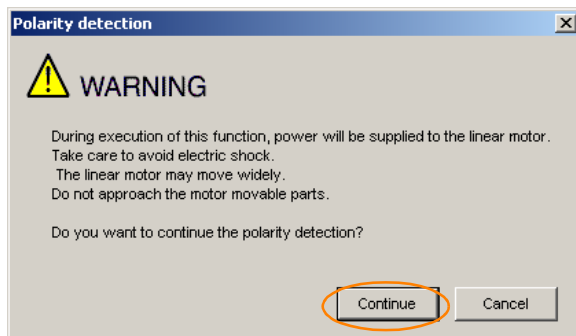 Polarity detection
WARNING
During execution of this function, power will be supplied to the linear motor.
Take care to avoid electric shock.
The linear motor may move widely.
Do not approach the motor movable parts.
Do you want to continue the polarity detection?
Continue Cancel